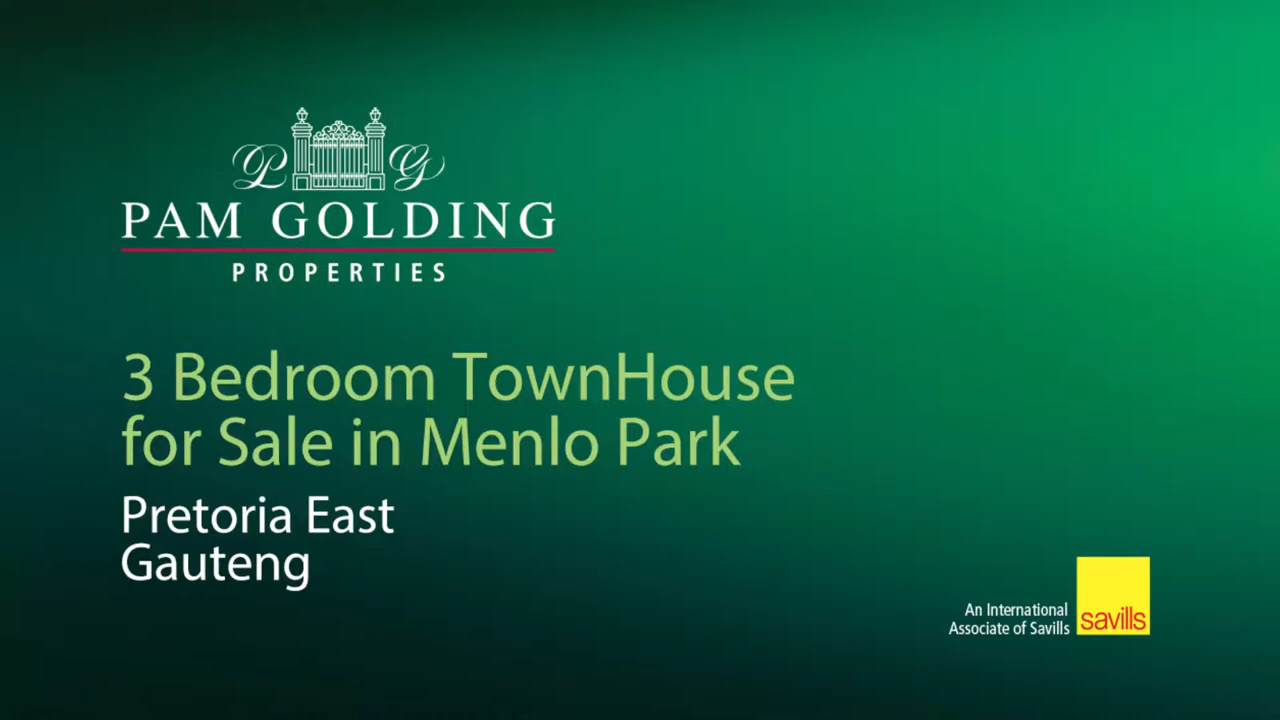 P G
PAM GOLDING
PROPERTIES
3 Bedroom TownHouse
for Sale in Menlo Park
Pretoria East
Gauteng
An International
Associate of Savills
savills